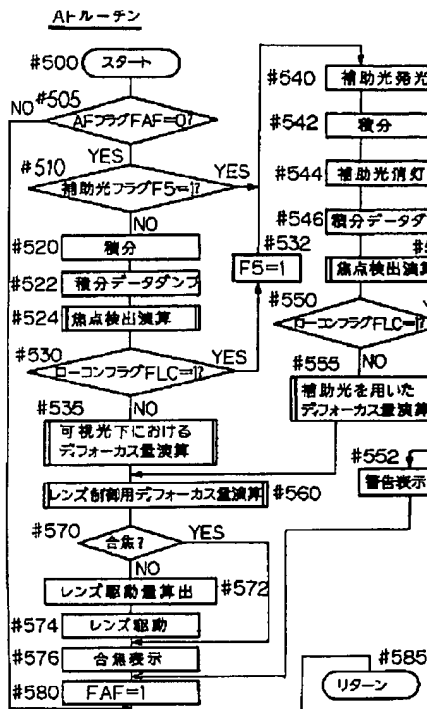 AFルーチン
#500 スタート
#505
NO
AFフラグFAF=0?
YES
#510
補助光フラグF5=1?
YES
NO
#520 積分
#522 積分データダンプ
#524 焦点検出演算
#530
ローコンフラグFLC=1?
YES
NO
#532
F5=1
#535
可視光下における
デフォーカス量演算
レンズ制御用デフォーカス量演算 #560
#570
合焦?
YES
NO
レンズ駆動量算出 #572
#574 レンズ駆動
#576 合焦表示
#580 FAF=1
#540 補助光発光
#542 積分
#544 補助光消灯
#546 積分データダ
焦点検出演算
#550
ローコンフラグFLC=1?
NO
#555
補助光を用いた
デフォーカス量演算
#552
警告表示
#585
リターン